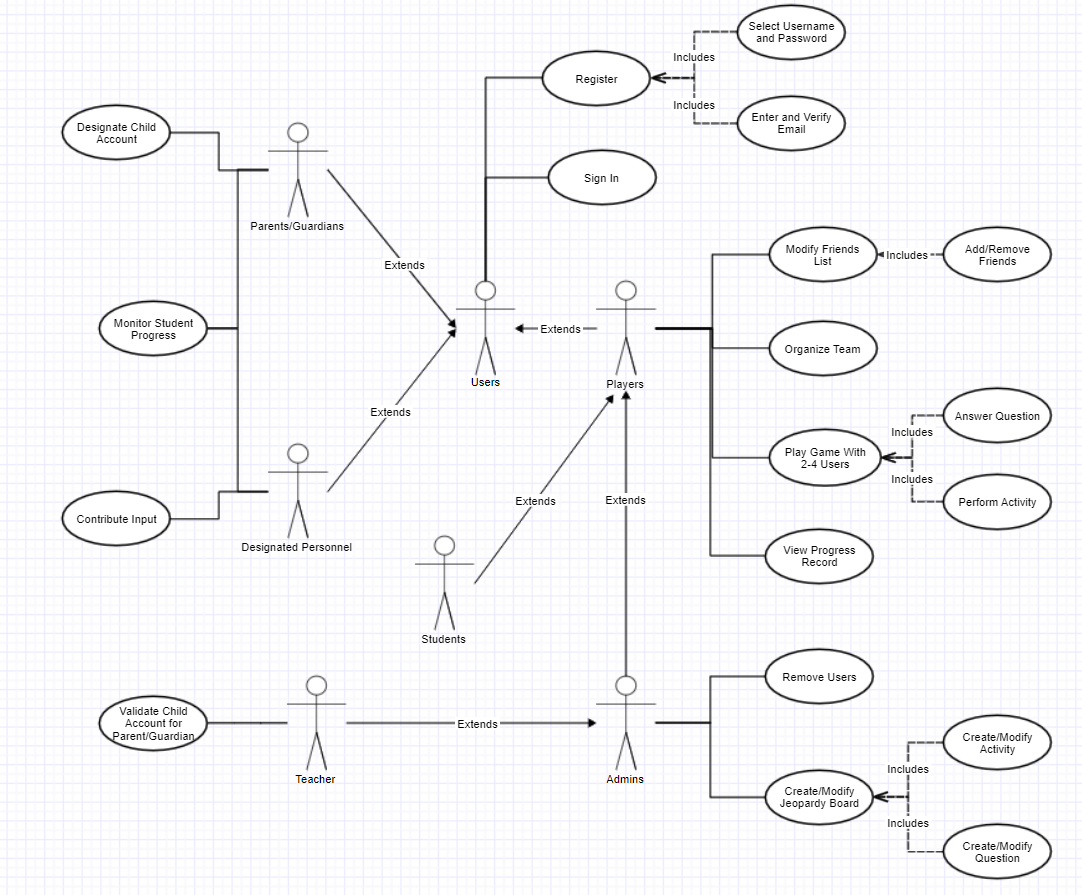 Select Username
and Password
Includes
Register
Includes
Enter and Verify
Email
Designate Child
Account
Parents/Guardians
Sign In
Extends
Modify Friends
List
Includes
Add/Remove
Friends
Monitor Student
Progress
Extends
Users
Players
Organize Team
Extends
Answer Question
Includes
Play Game With
2-4 Users
Includes
Perform Activity
Contribute Input
Designated Personnel
Extends
Extends
View Progress
Record
Students
Remove Users
Validate Child
Account for
Parent/Guardian
Extends
Teacher
Admins
Create/Modify
Activity
Includes
Create/Modify
Jeopardy Board
Includes
Create/Modify
Question